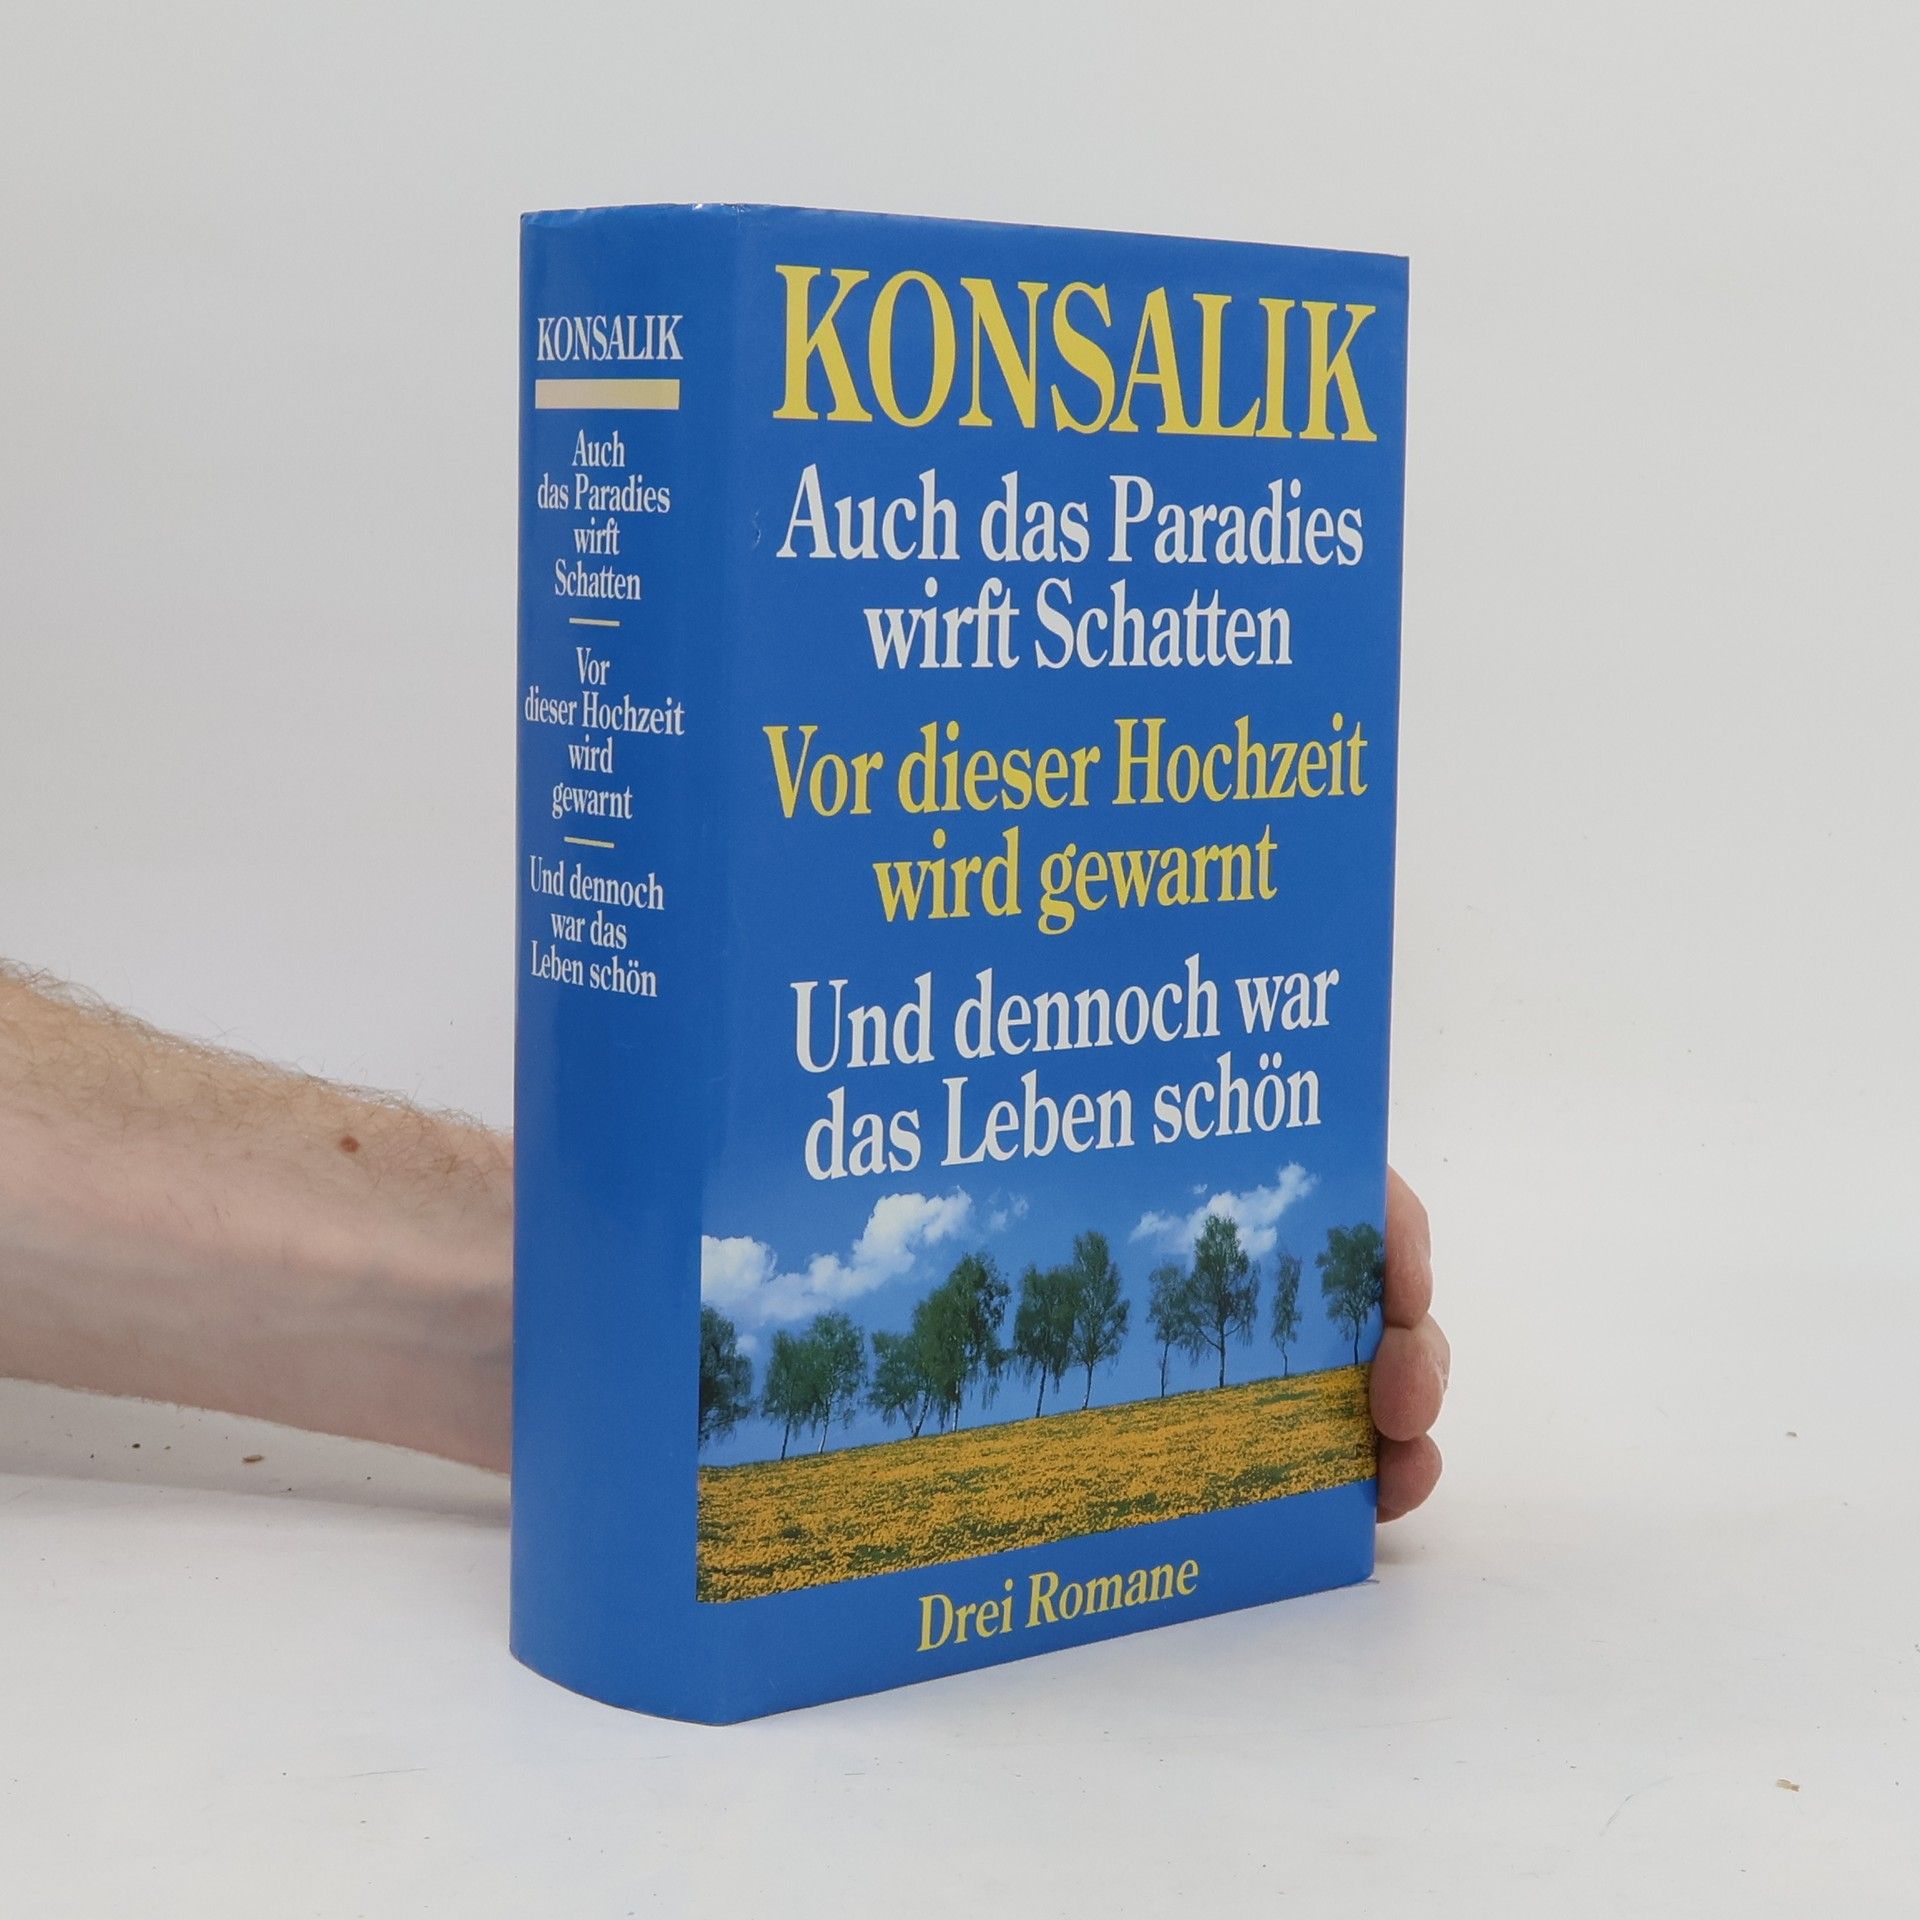 KONSALIK
Auch
das Paradies
wirft
Schatten
Vor
dieser Hochzeit
wird
gewarnt
Und dennoch
war das
Leben schön
KONSALIK
Auch das Paradies
wirft Schatten
Vor dieser Hochzeit
wird gewarnt
Und dennoch war
das Leben schön
Drei Romane